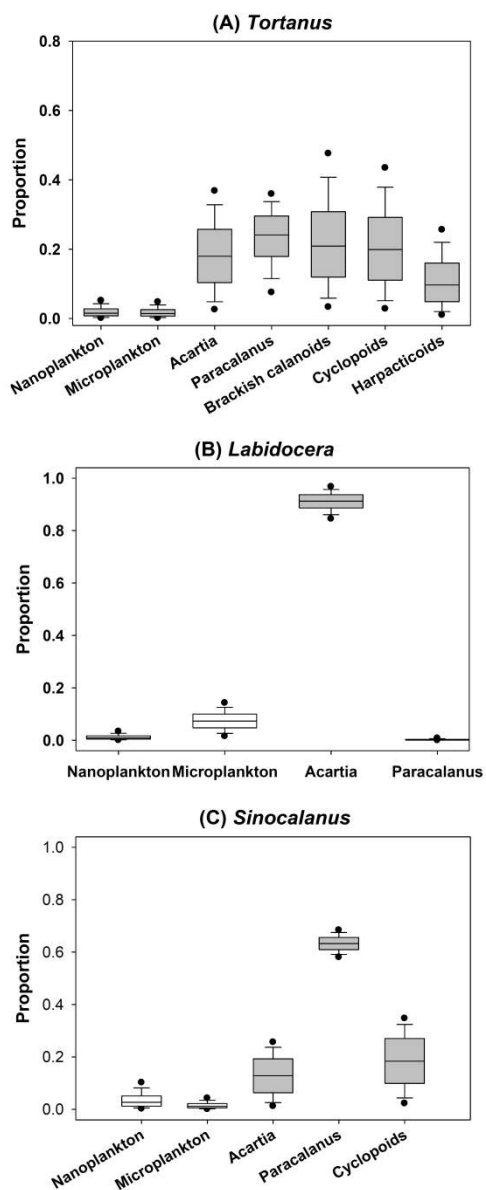 (A) Tortanus
0.8
0.6
0.4
0.2
0.0
Proportion
Nanoplankton
Microplankton
Acartia
Paracalanus
Brackish calanoids
Cyclopoids
Harpacticoids
(B) Labidocera
1.0
0.8
0.6
0.4
0.2
0.0
Proportion
Nanoplankton Microplankton Acartia Paracalanus
(C) Sinocalanus
1.0
0.8
0.6
0.4
0.2
0.0
Proportion
Nanoplankton
Microplankton
Acartia
Paracalanus
Cyclopoids